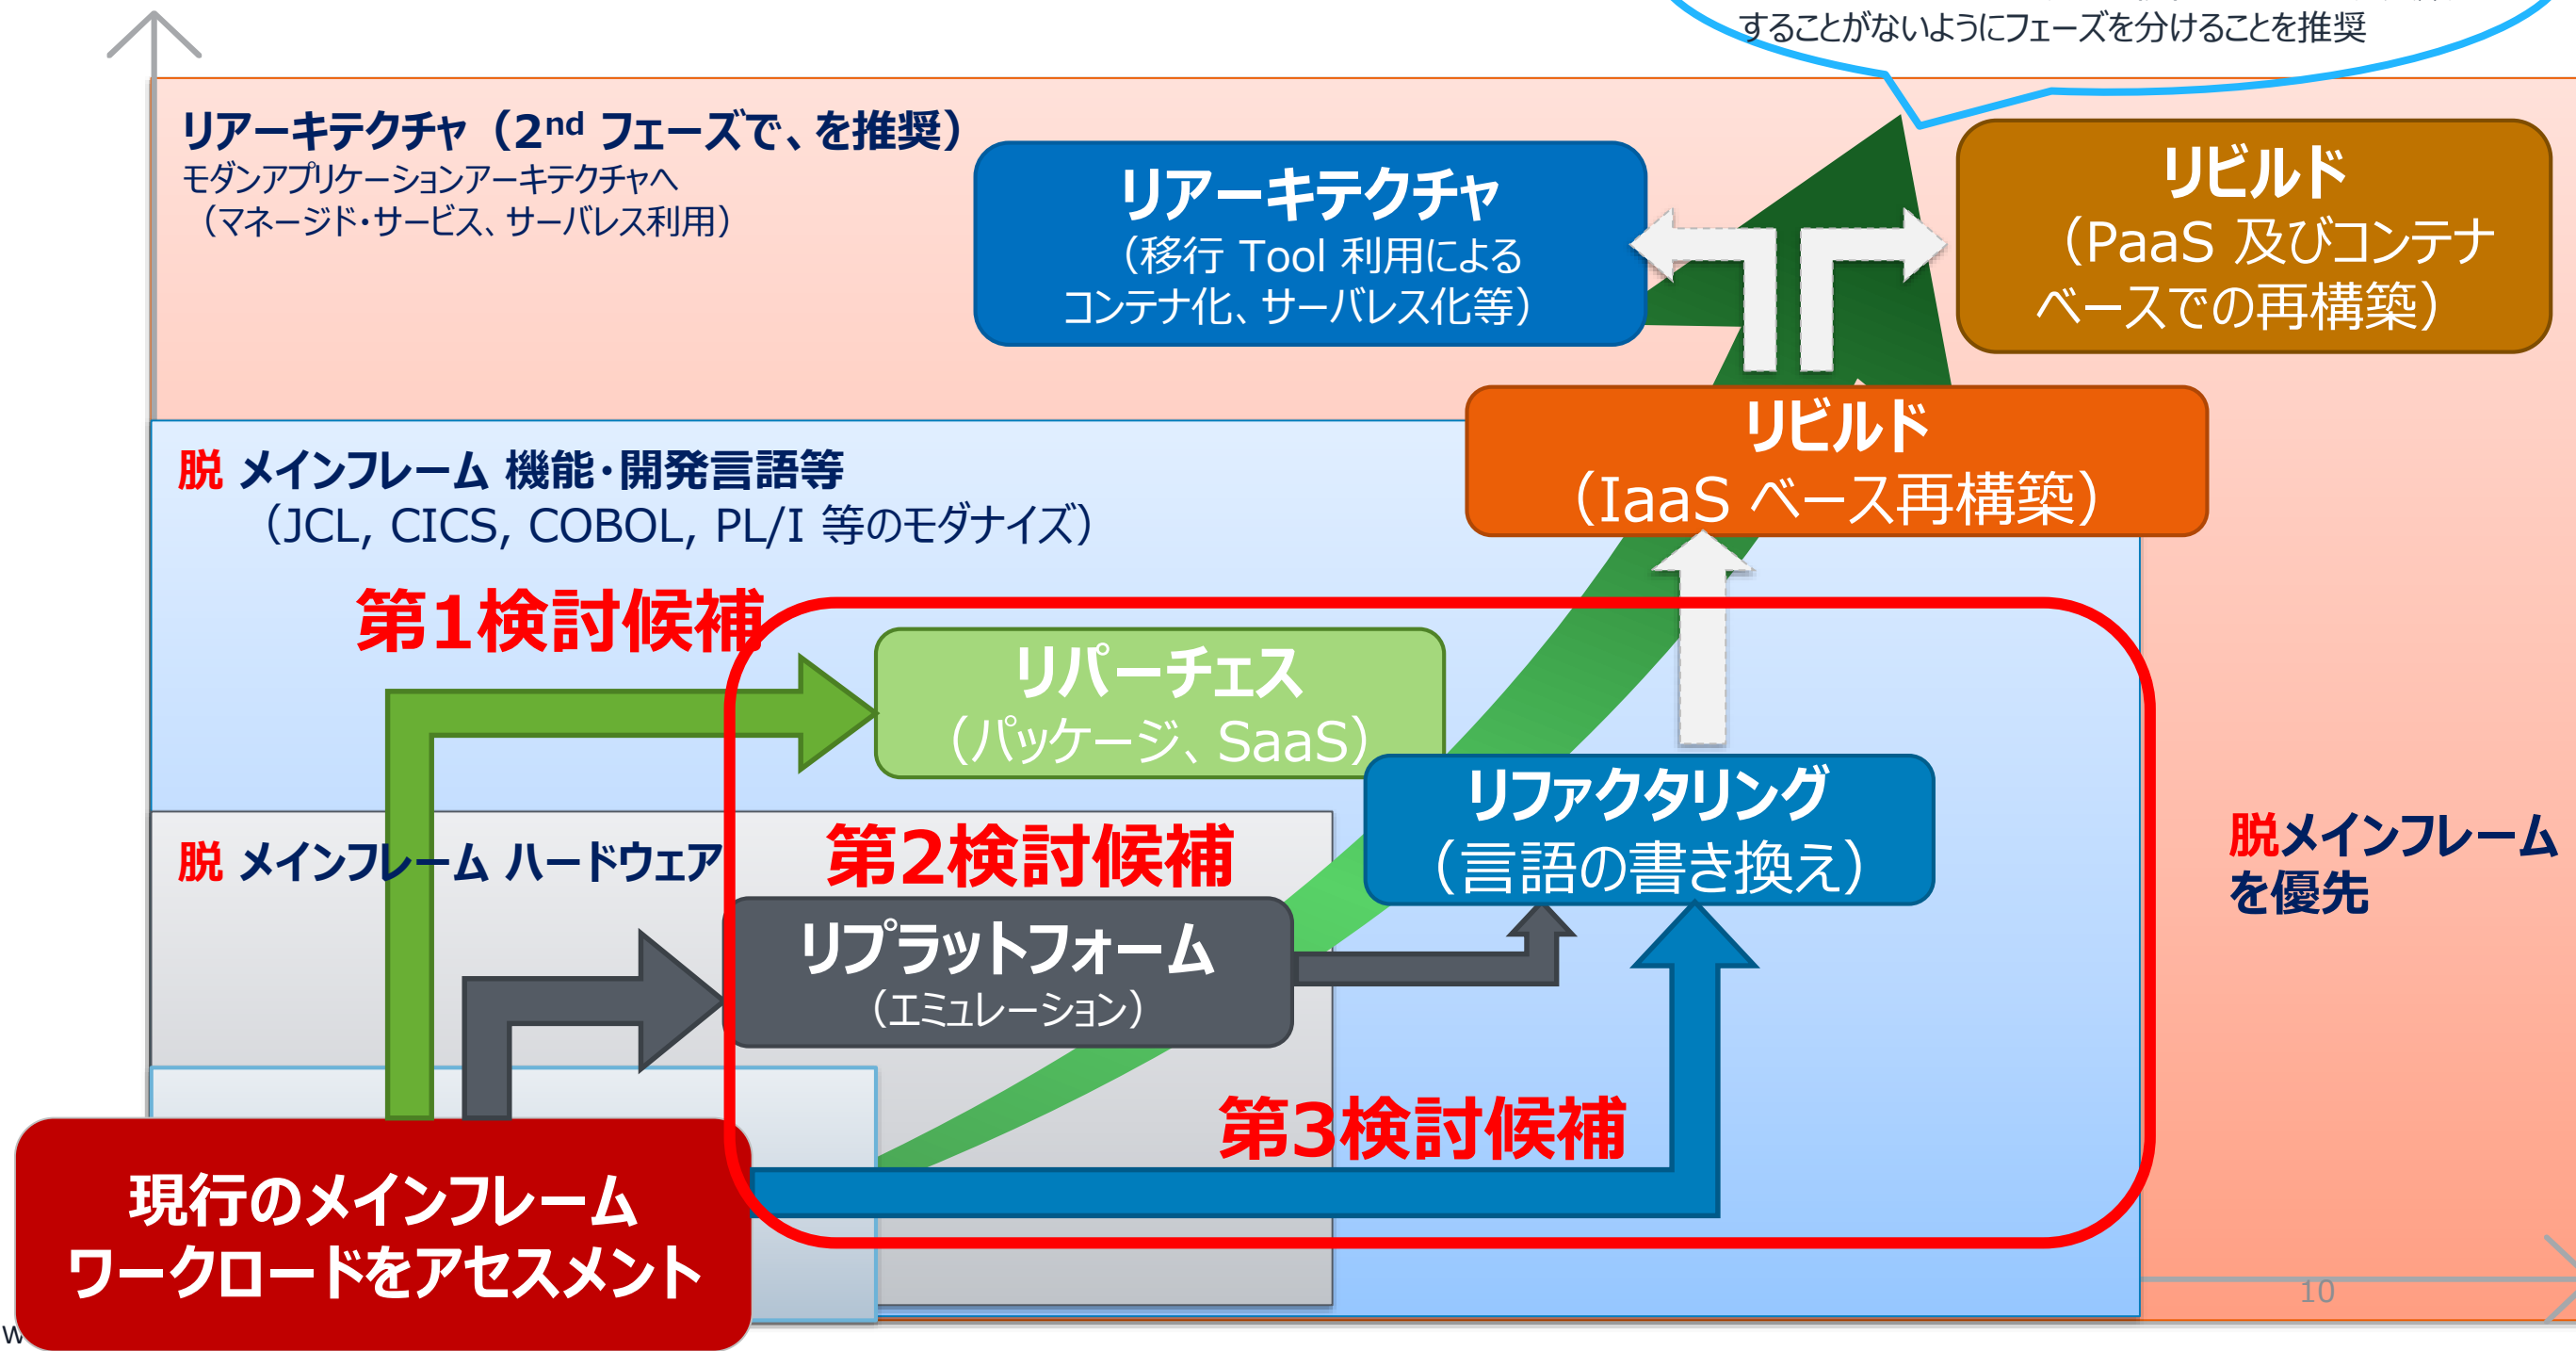 することがないようにフェーズを分けることを推奨
リアーキテクチャ（2nd フェーズで、を推奨）
モダンアプリケーションアーキテクチャへ
（マネージド・サービス、サーバレス利用）
リアーキテクチャ
（移行 Tool 利用による
コンテナ化、サーバレス化等）
リビルド
（PaaS 及びコンテナ
ベースでの再構築）
リビルド
（IaaS ベース再構築）
脱 メインフレーム 機能・開発言語等
（JCL, CICS, COBOL, PL/I 等のモダナイズ）
第1検討候補
リパーチェス
（パッケージ、SaaS）
リファクタリング
（言語の書き換え）
脱 メインフレーム ハードウェア
第2検討候補
リプラットフォーム
（エミュレーション）
脱メインフレーム
を優先
第3検討候補
現行のメインフレーム
ワークロードをアセスメント
10